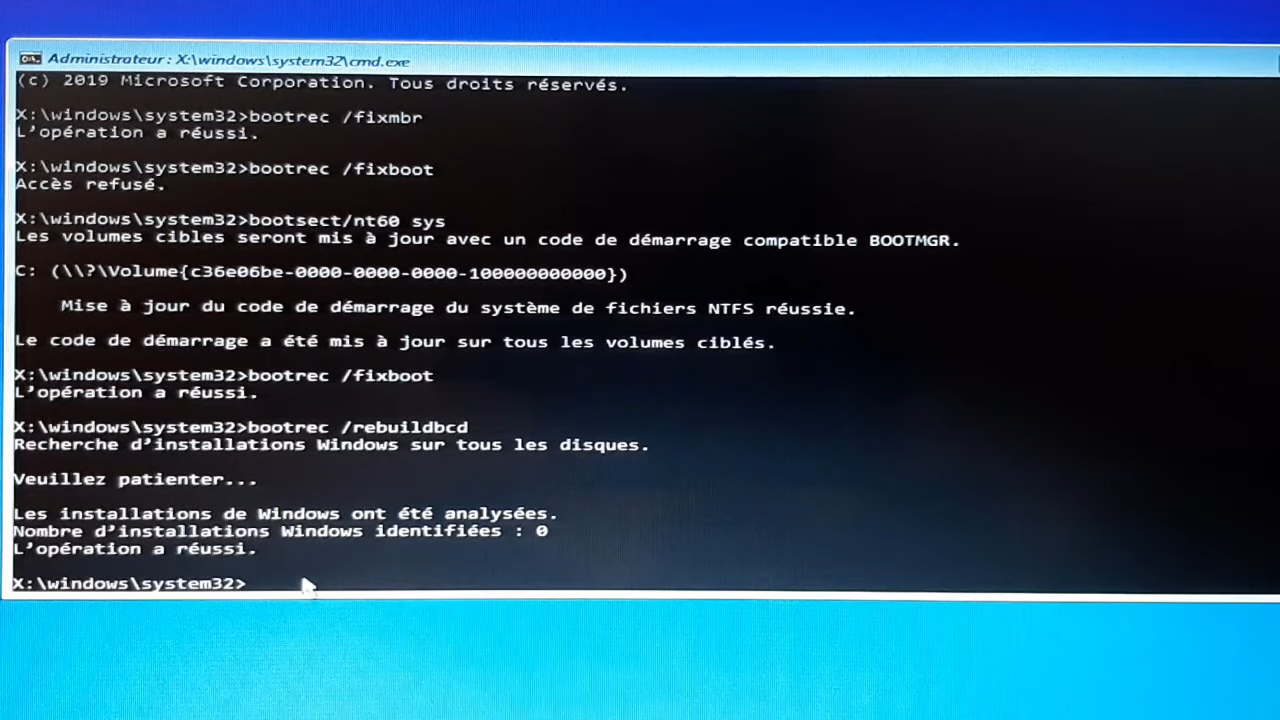 Administrateur : X:\windows\system32\cmd.exe
(c) 2019 Microsoft Corporation. Tous droits réservés.
X:\windows\system32>bootrec /fixmbr
L'opération a réussi.
X:\windows\system32>bootrec /fixboot
Accès refusé.
X:\windows\system32>bootsect/nt60 sys
Les volumes cibles seront mis à jour avec un code de démarrage compatible BOOTMGR.
C: (\\?\Volume{c36e06be-0000-0000-0000-100000000000})
Mise à jour du code de démarrage du système de fichiers NTFS réussie.
Le code de démarrage a été mis à jour sur tous les volumes ciblés.
X:\windows\system32>bootrec /fixboot
L'opération a réussi.
X:\windows\system32>bootrec /rebuildbcd
Recherche d'installations Windows sur tous les disques.
Veuillez patienter...
Les installations de Windows ont été analysées.
Nombre d'installations Windows identifiées : 0
L'opération a réussi.
X:\windows\system32>